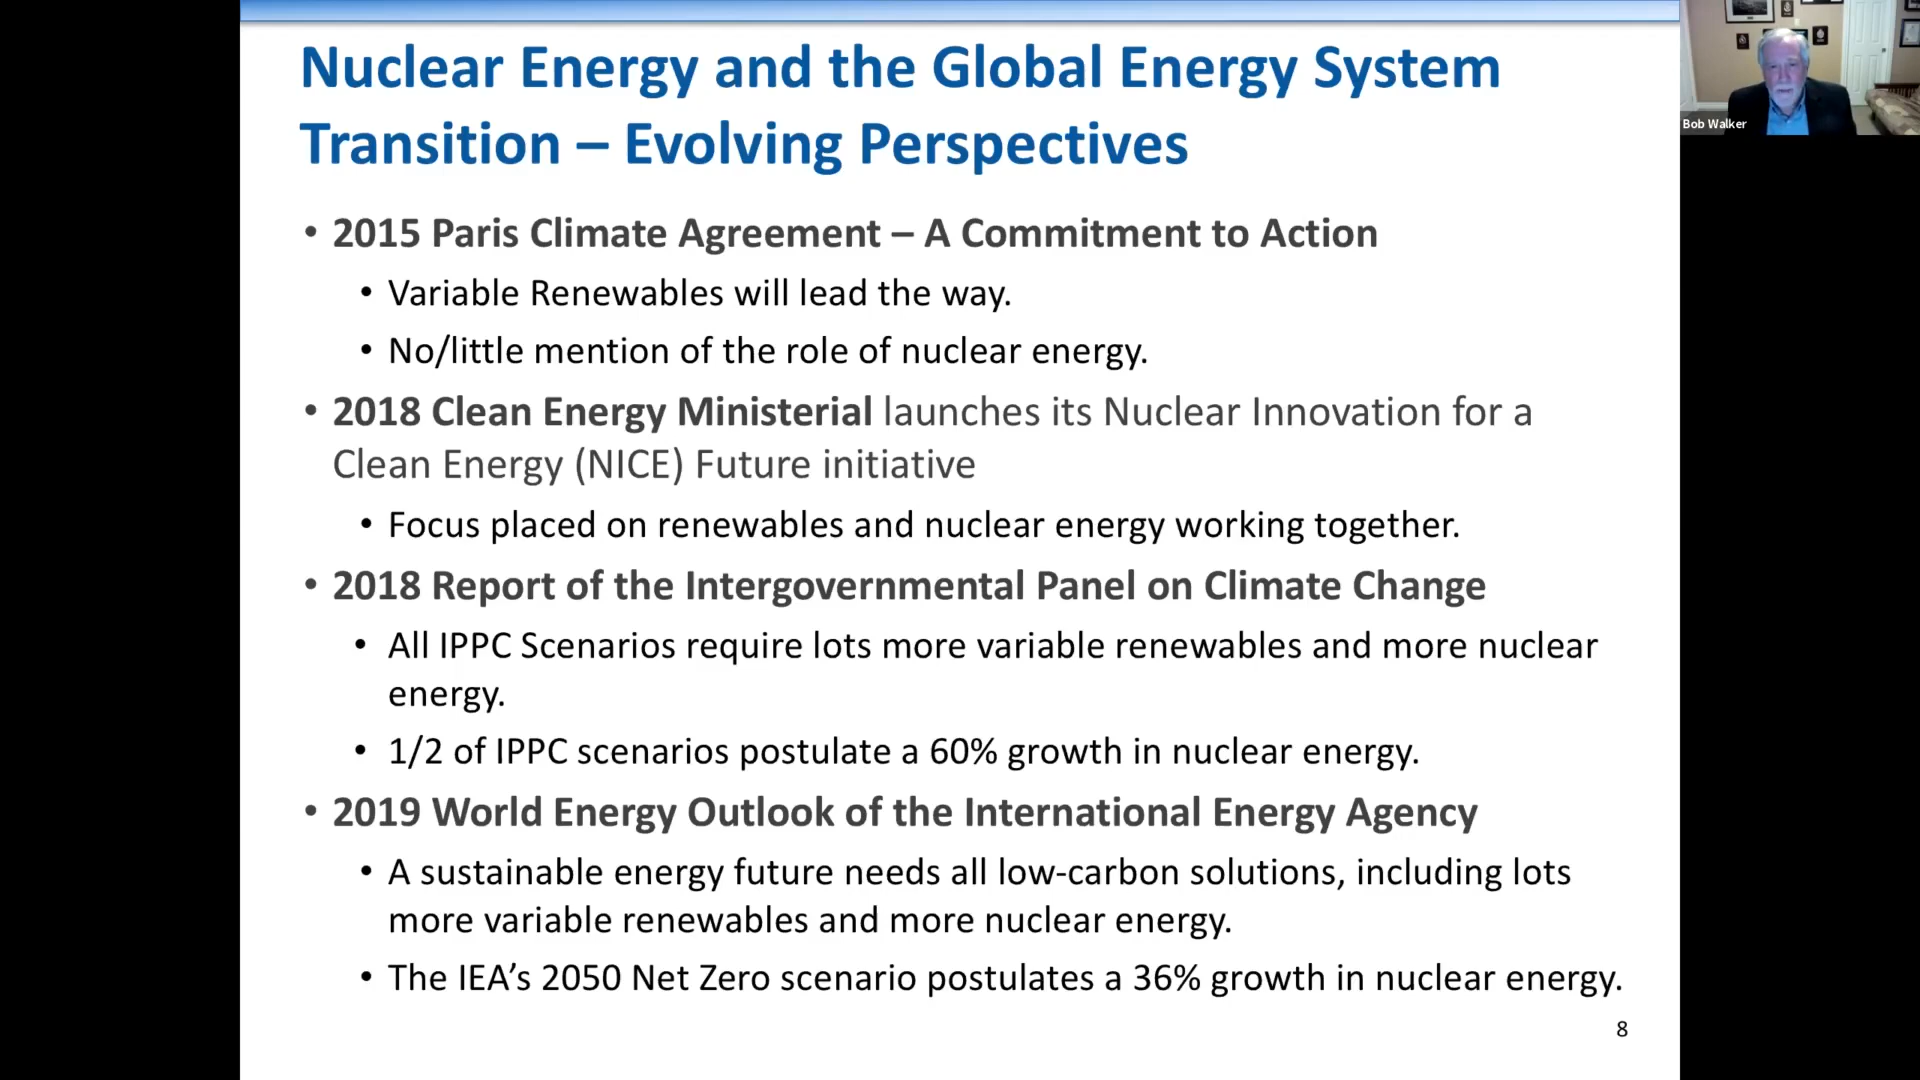 Nuclear Energy and the Global Energy System
Transition – Evolving Perspectives
Bob Walker
• 2015 Paris Climate Agreement – A Commitment to Action
• Variable Renewables will lead the way.
• No/little mention of the role of nuclear energy.
• 2018 Clean Energy Ministerial launches its Nuclear Innovation for a
Clean Energy (NICE) Future initiative
• Focus placed on renewables and nuclear energy working together.
• 2018 Report of the Intergovernmental Panel on Climate Change
• All IPPC Scenarios require lots more variable renewables and more nuclear
energy.
• 1/2 of IPPC scenarios postulate a 60% growth in nuclear energy.
• 2019 World Energy Outlook of the International Energy Agency
• A sustainable energy future needs all low-carbon solutions, including lots
more variable renewables and more nuclear energy.
• The IEA’s 2050 Net Zero scenario postulates a 36% growth in nuclear energy.
8